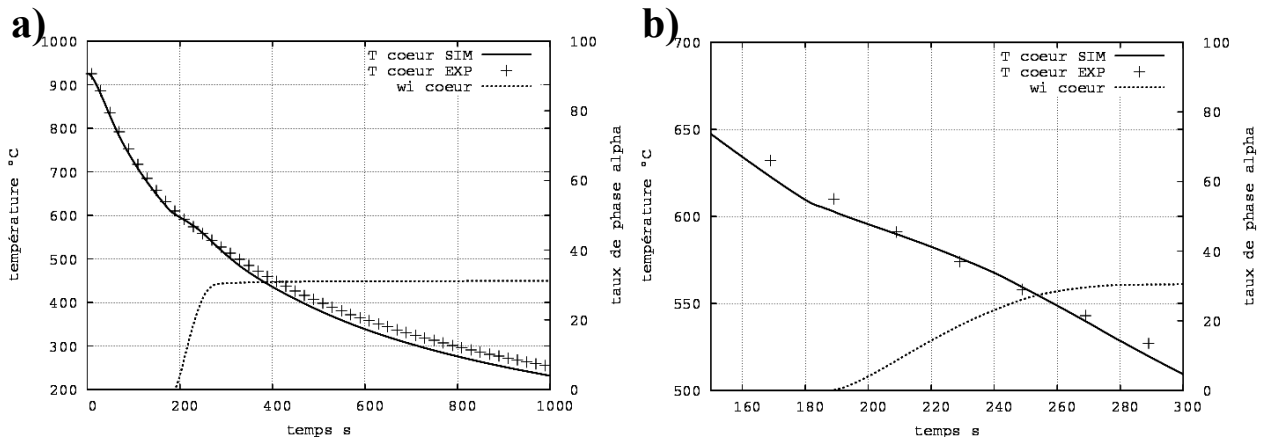 a)
1000
900
800
700
600
500
400
300
200
température °C
T coeur SIM
T coeur EXP
wi coeur
100
80
60
40
20
0
taux de phase alpha
0 200 400 600 800 1000
temps s
b)
700
650
600
550
500
température °C
T coeur SIM
T coeur EXP
wi coeur
100
80
60
40
20
0
taux de phase alpha
160 180 200 220 240 260 280 300
temps s